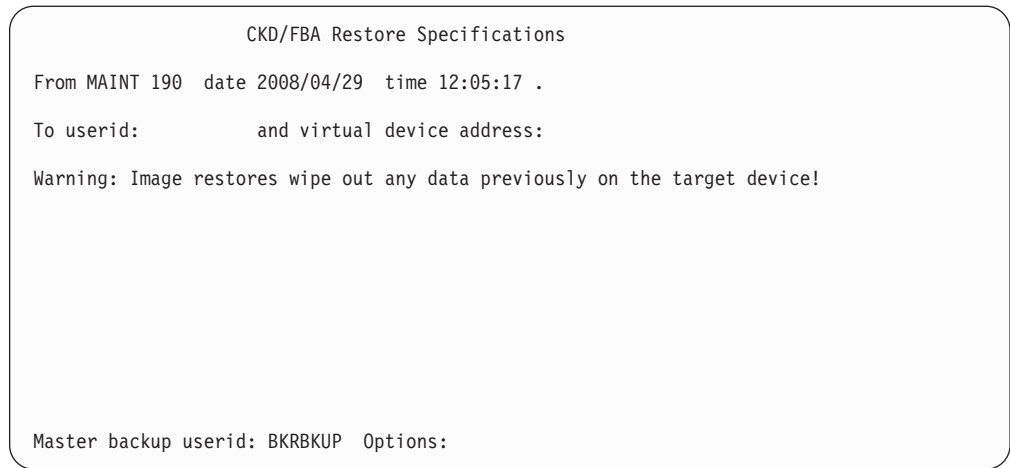 CKD/FBA Restore Specifications
From MAINT 190  date 2008/04/29  time 12:05:17 .
To userid:            and virtual device address:
Warning: Image restores wipe out any data previously on the target device!
Master backup userid: BKRBKUP  Options: